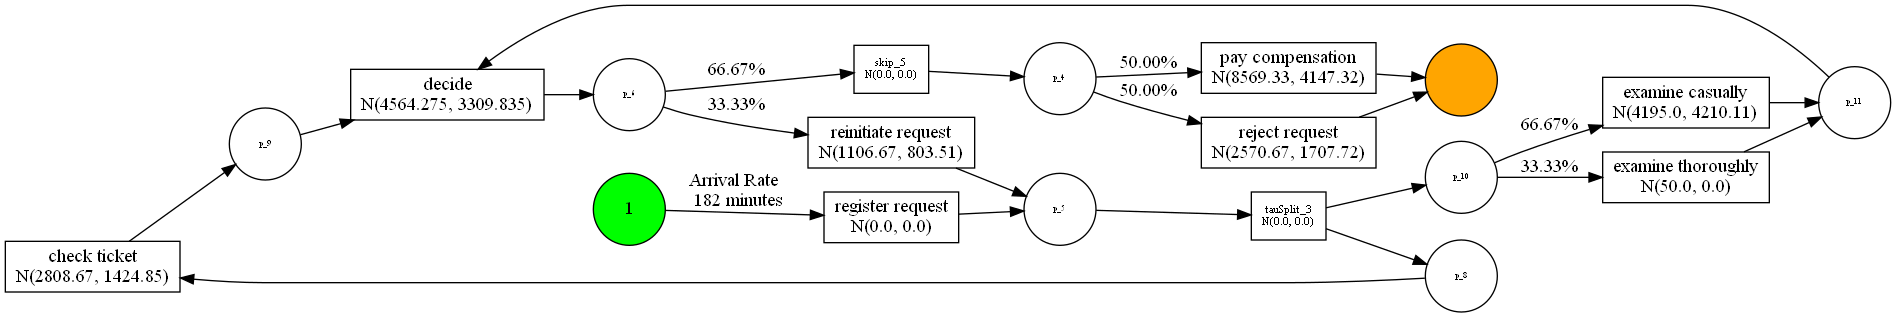 decide
N(4564.275, 3309.835)
p_6
66.67%
33.33%
skip_5
N(0.0, 0.0)
p_4
50.00%
50.00%
pay compensation
N(8569.33, 4147.32)
reject request
N(2570.67, 1707.72)
reinitiate request
N(1106.67, 803.51)
1
Arrival Rate
182 minutes
register request
N(0.0, 0.0)
p_5
tauSplit_3
N(0.0, 0.0)
p_10
66.67%
33.33%
examine casually
N(4195.0, 4210.11)
examine thoroughly
N(50.0, 0.0)
p_11
p_8
p_9
check ticket
N(2808.67, 1424.85)